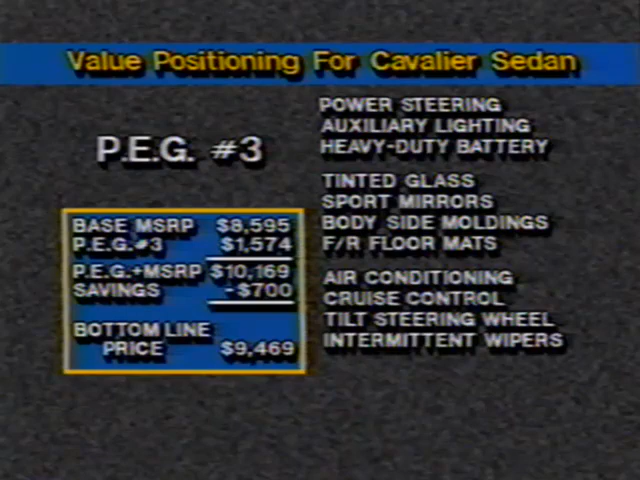 Value Positioning For Cavalier Sedan
P.E.G. #3
BASE MSRP $8,595
P.E.G.#3 $1,574
P.E.G.+MSRP $10,169
SAVINGS -$700
BOTTOM LINE
PRICE $9,469
POWER STEERING
AUXILIARY LIGHTING
HEAVY-DUTY BATTERY
TINTED GLASS
SPORT MIRRORS
BODY SIDE MOLDINGS
F/R FLOOR MATS
AIR CONDITIONING
CRUISE CONTROL
TILT STEERING WHEEL
INTERMITTENT WIPERS